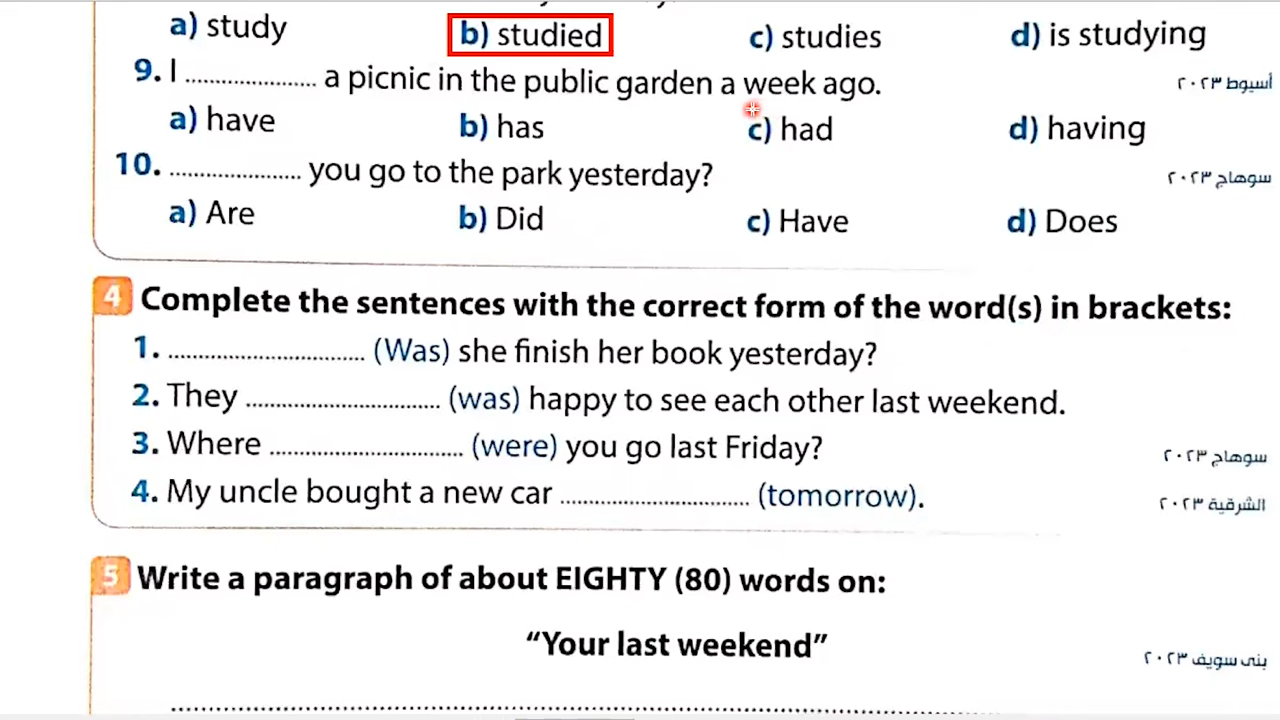 a) study b) studied c) studies d) is studying
9. I .................... a picnic in the public garden a week ago. أسيوط ٢٠٢٣
a) have b) has c) had d) having
10. .................... you go to the park yesterday? سوهاج ٢٠٢٣
a) Are b) Did c) Have d) Does
4 Complete the sentences with the correct form of the word(s) in brackets:
1. .............................. (Was) she finish her book yesterday?
2. They .............................. (was) happy to see each other last weekend.
3. Where .............................. (were) you go last Friday? سوهاج ٢٠٢٣
4. My uncle bought a new car .............................. (tomorrow). الشرقية ٢٠٢٣
5 Write a paragraph of about EIGHTY (80) words on:
“Your last weekend” بنى سويف ٢٠٢٣